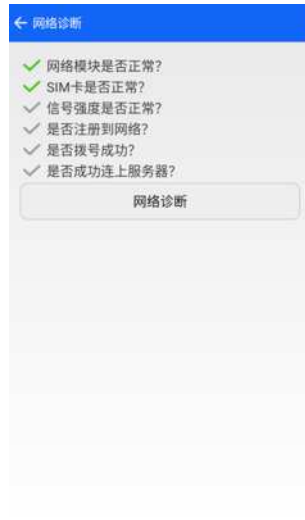 网络诊断
网络模块是否正常?
SIM卡是否正常?
信号强度是否正常?
是否注册到网络?
是否拨号成功?
是否成功连上服务器?
网络诊断